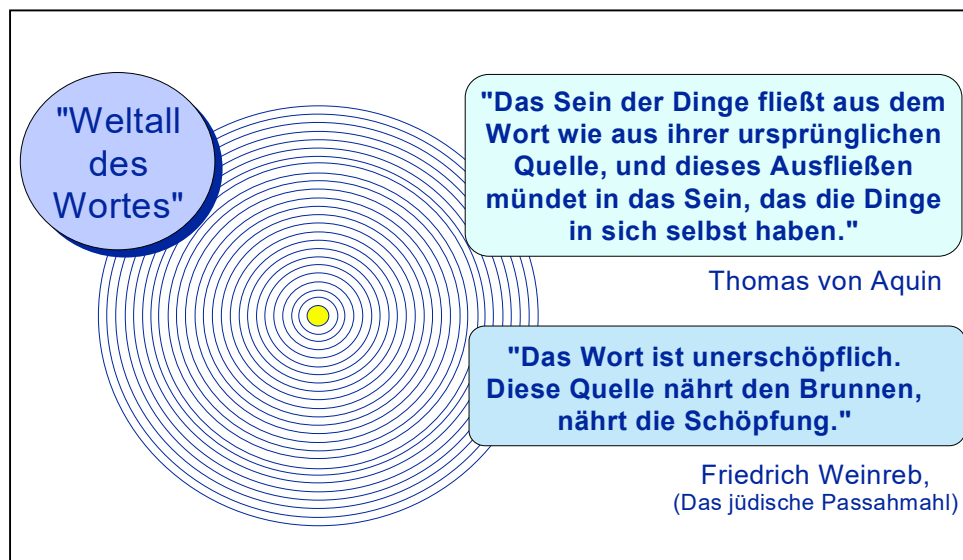 "Weltall
des
Wortes"
"Das Sein der Dinge fließt aus dem
Wort wie aus ihrer ursprünglichen
Quelle, und dieses Ausfließen
mündet in das Sein, das die Dinge
in sich selbst haben."
Thomas von Aquin
"Das Wort ist unerschöpflich.
Diese Quelle nährt den Brunnen,
nährt die Schöpfung."
Friedrich Weinreb,
(Das jüdische Passahmahl)